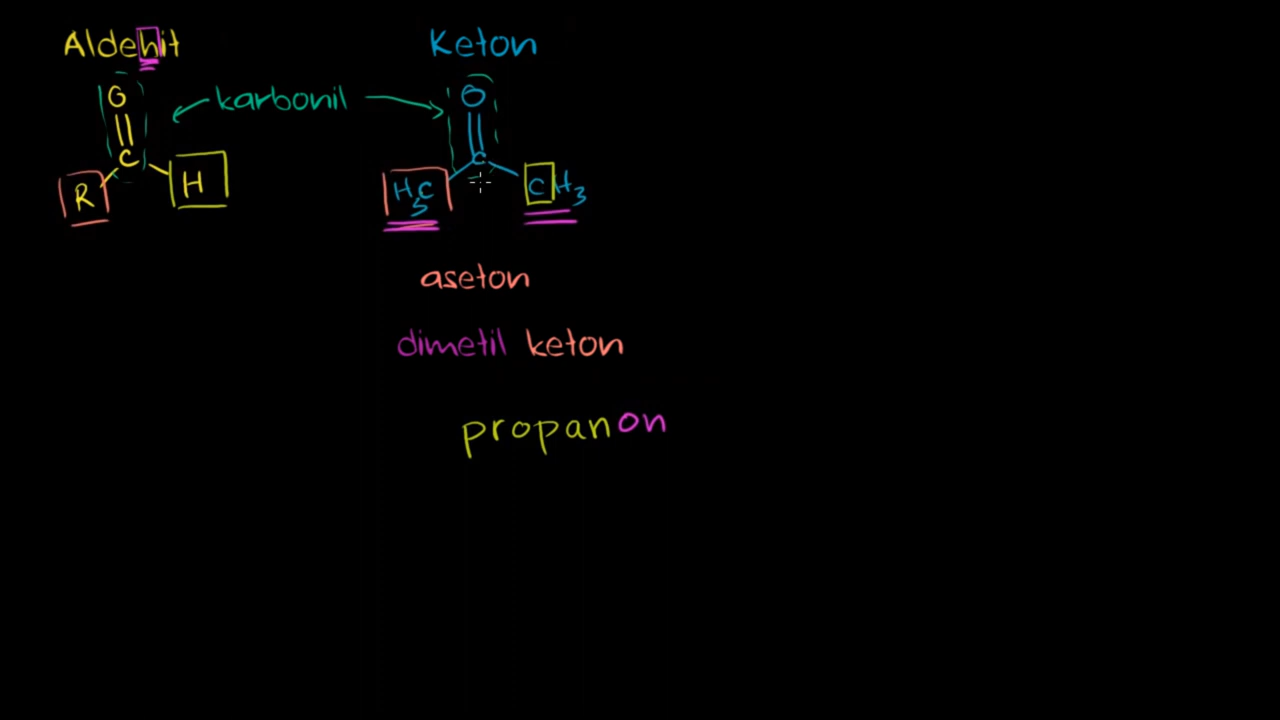 Aldehit Keton
O karbonil O
C C
R H H3C CH3
aseton
dimetil keton
propanon